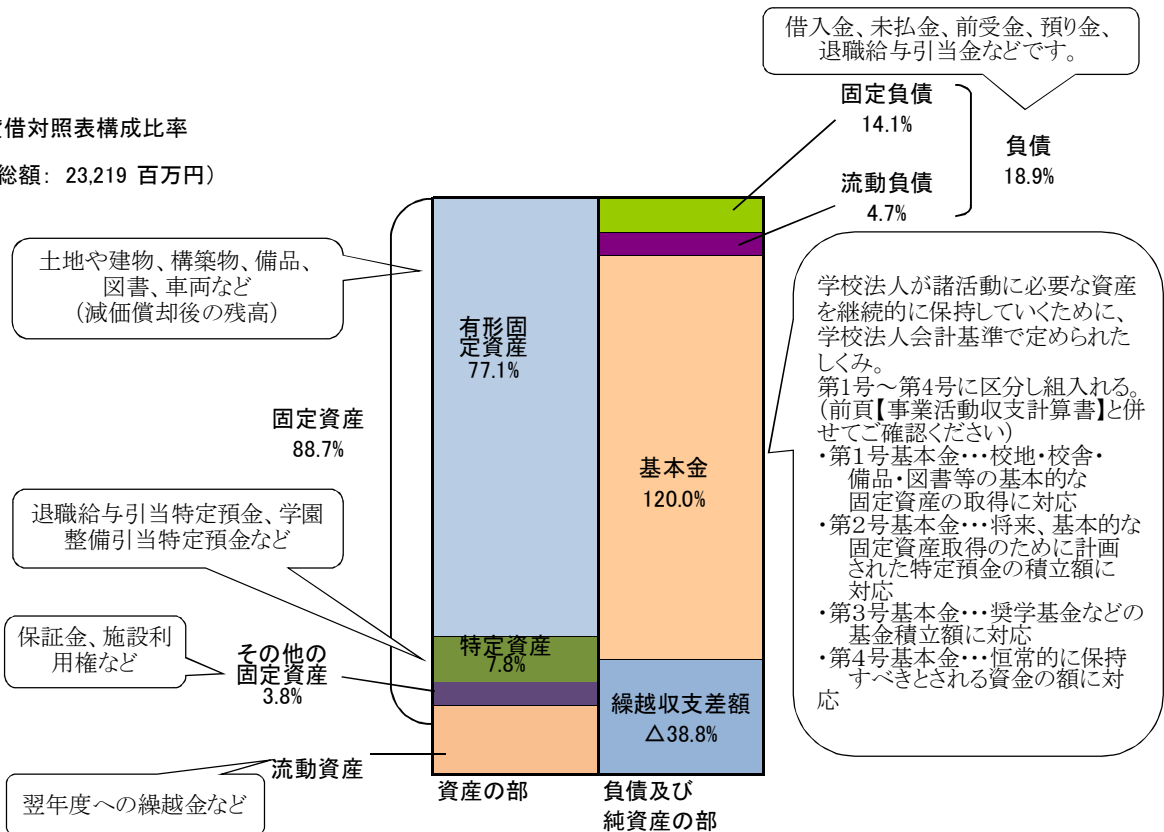 借入金、未払金、前受金、預り金、
退職給与引当金などです。
固定負債
14.1%
負債
18.9%
流動負債
4.7%
借対照表構成比率
総額: 23,219 百万円）
土地や建物、構築物、備品、
図書、車両など
（減価償却後の残高）
有形固
定資産
77.1%
固定資産
88.7%
基本金
120.0%
学校法人が諸活動に必要な資産
を継続的に保持していくために、
学校法人会計基準で定められた
しくみ。
第1号～第4号に区分し組入れる。
（前頁【事業活動収支計算書】と併
せてご確認ください）
・第1号基本金…校地・校舎・
備品・図書等の基本的な
固定資産の取得に対応
・第2号基本金…将来、基本的な
固定資産取得のために計画
された特定預金の積立額に
対応
・第3号基本金…奨学基金などの
基金積立額に対応
・第4号基本金…恒常的に保持
すべきとされる資金の額に対
応
退職給与引当特定預金、学園
整備引当特定預金など
特定資産
7.8%
保証金、施設利
用権など
その他の
固定資産
3.8%
繰越収支差額
△38.8%
流動資産
翌年度への繰越金など
資産の部
負債及び
純資産の部